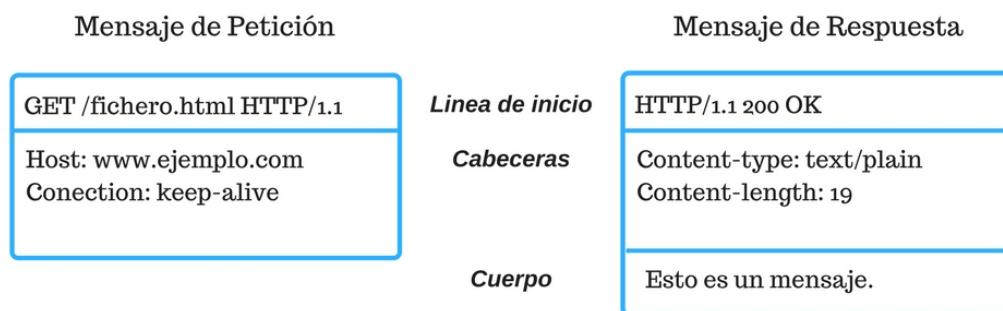 Mensaje de Petición
GET /fichero.html HTTP/1.1
Host: www.ejemplo.com
Conection: keep-alive
Linea de inicio
Cabeceras
Cuerpo
Mensaje de Respuesta
HTTP/1.1 200 OK
Content-type: text/plain
Content-length: 19
Esto es un mensaje.